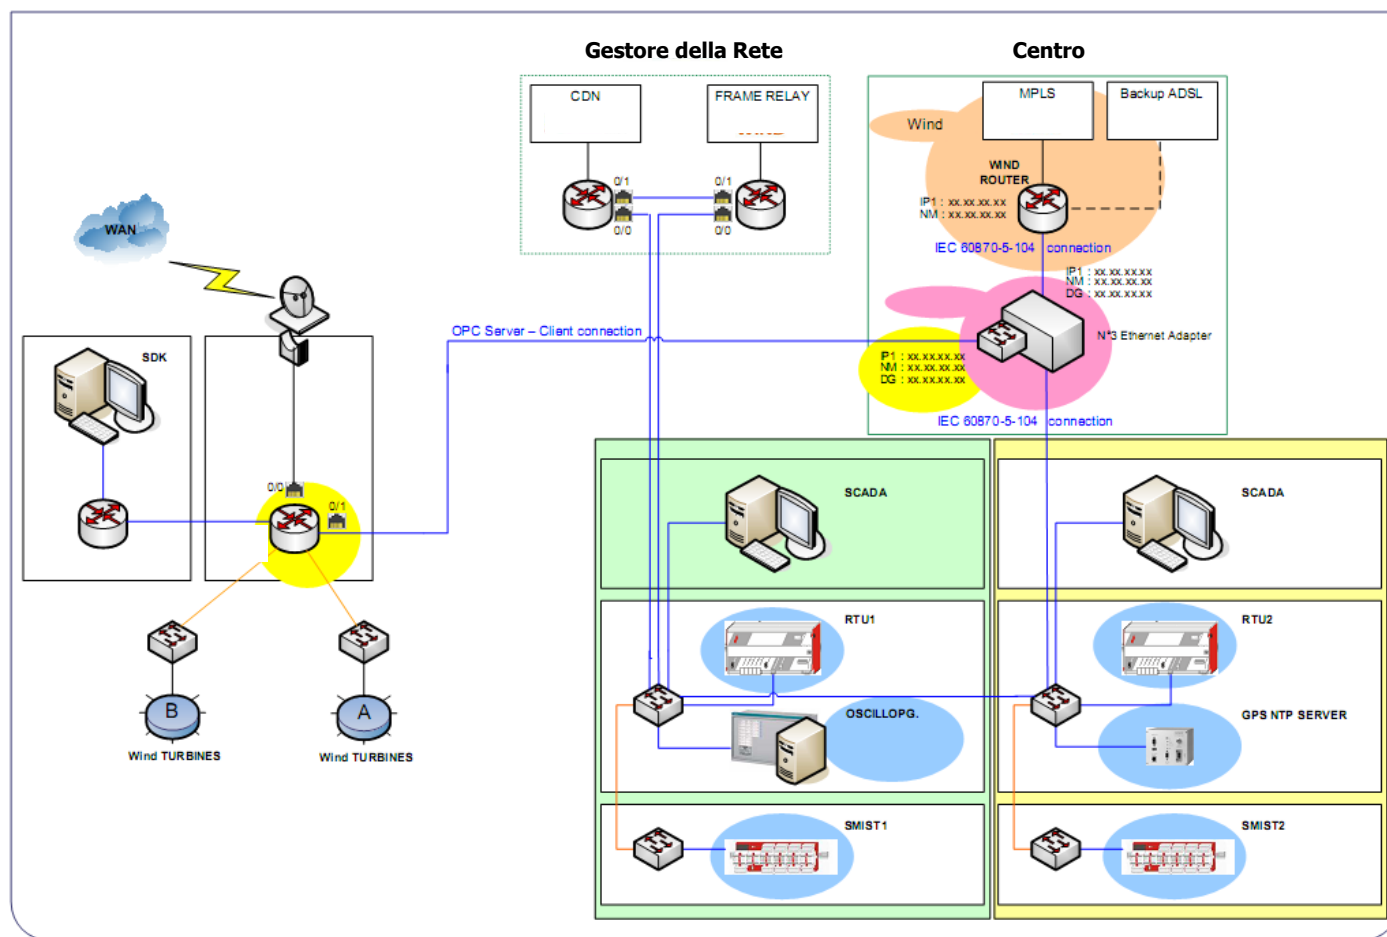 Gestore della Rete
Centro
CDN
FRAME RELAY
MPLS
Backup ADSL
Wind
WIND
ROUTER
0/1
0/1
0/0
0/0
IP1 : xx.xx.xx.xx
NM : xx.xx.xx.xx
IEC 60870-5-104 connection
WAN
IP1 : xx.xx.xx.xx
NM : xx.xx.xx.xx
DG : xx.xx.xx.xx
OPC Server – Client connection
N°3 Ethernet Adapter
IP1 : xx.xx.xx.xx
NM : xx.xx.xx.xx
DG : xx.xx.xx.xx
IEC 60870-5-104 connection
SDK
0/0
0/1
SCADA
SCADA
RTU1
RTU2
B
A
Wind TURBINES
Wind TURBINES
OSCILLOPG.
GPS NTP SERVER
SMIST1
SMIST2